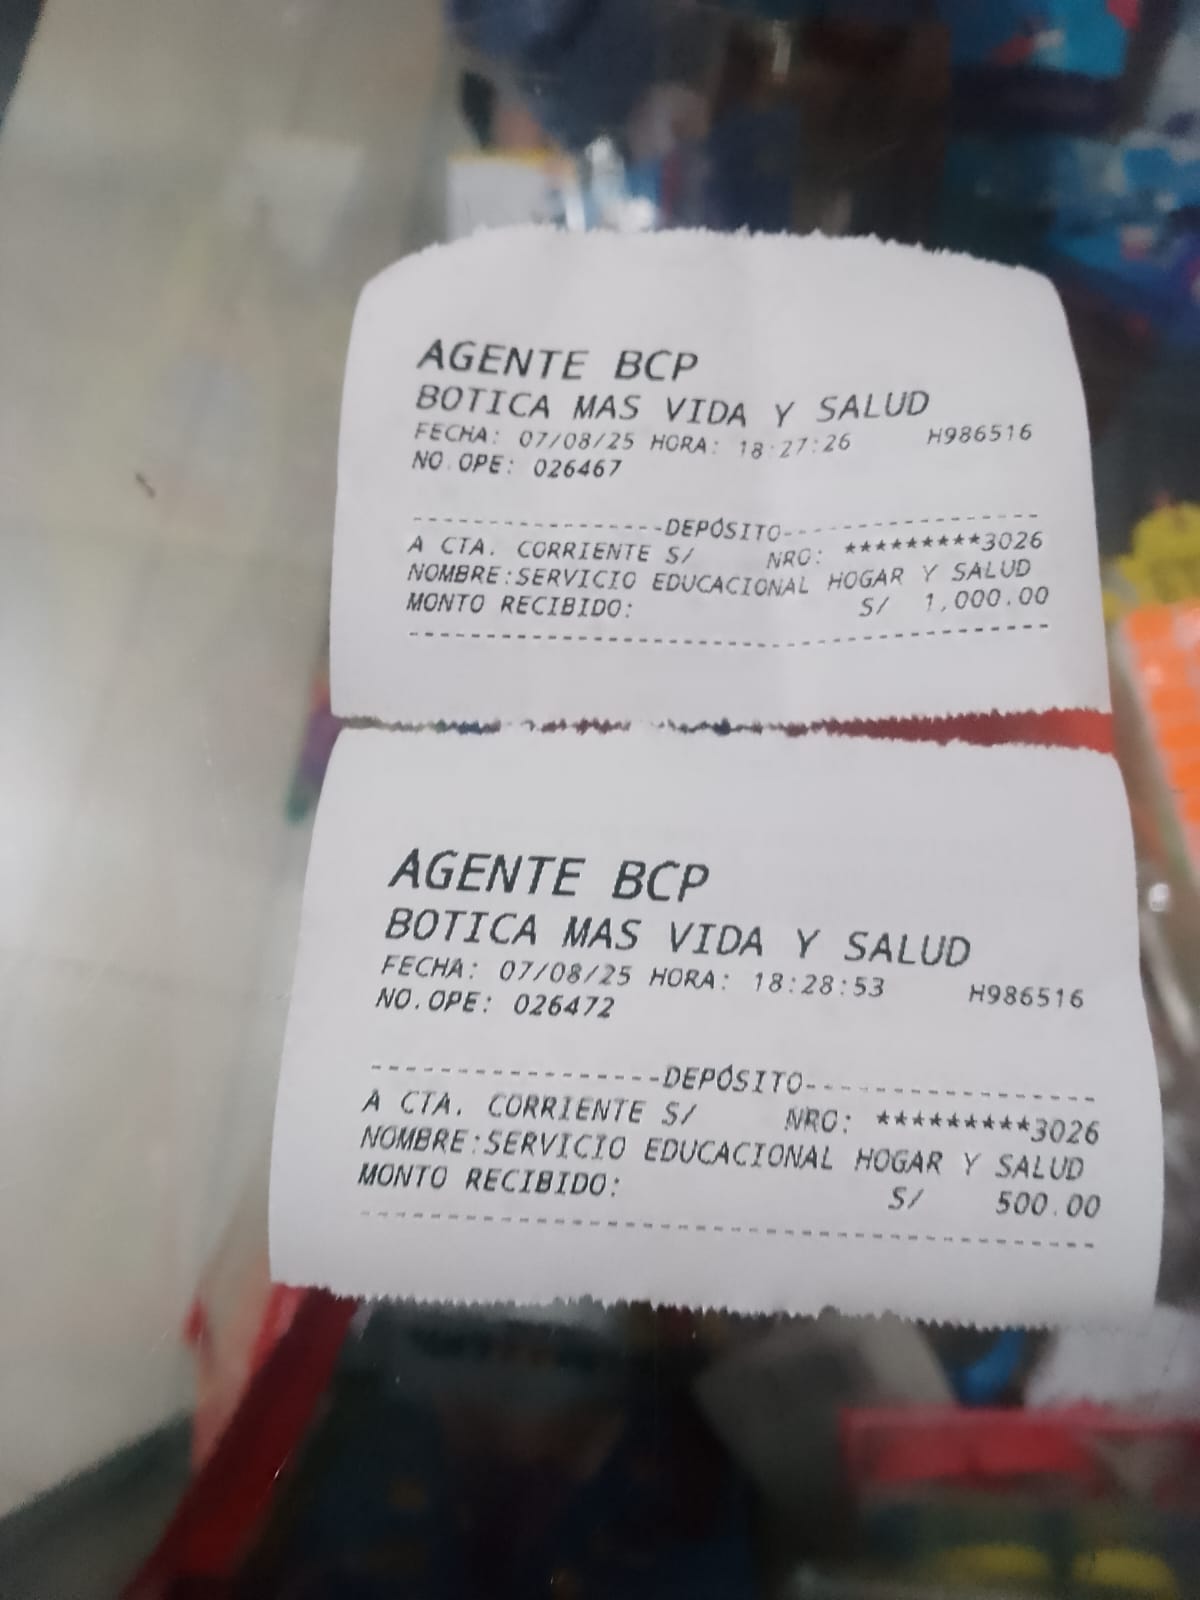 AGENTE BCP
BOTICA MAS VIDA Y SALUD
FECHA: 07/08/25 HORA: 18:27:26 H986516
NO.OPE: 026467
-----------------DEPÓSITO-----------------
A CTA. CORRIENTE S/ NRO: *********3026
NOMBRE:SERVICIO EDUCACIONAL HOGAR Y SALUD
MONTO RECIBIDO: S/ 1,000.00
AGENTE BCP
BOTICA MAS VIDA Y SALUD
FECHA: 07/08/25 HORA: 18:28:53 H986516
NO.OPE: 026472
-----------------DEPÓSITO-----------------
A CTA. CORRIENTE S/ NRO: *********3026
NOMBRE:SERVICIO EDUCACIONAL HOGAR Y SALUD
MONTO RECIBIDO: S/ 500.00